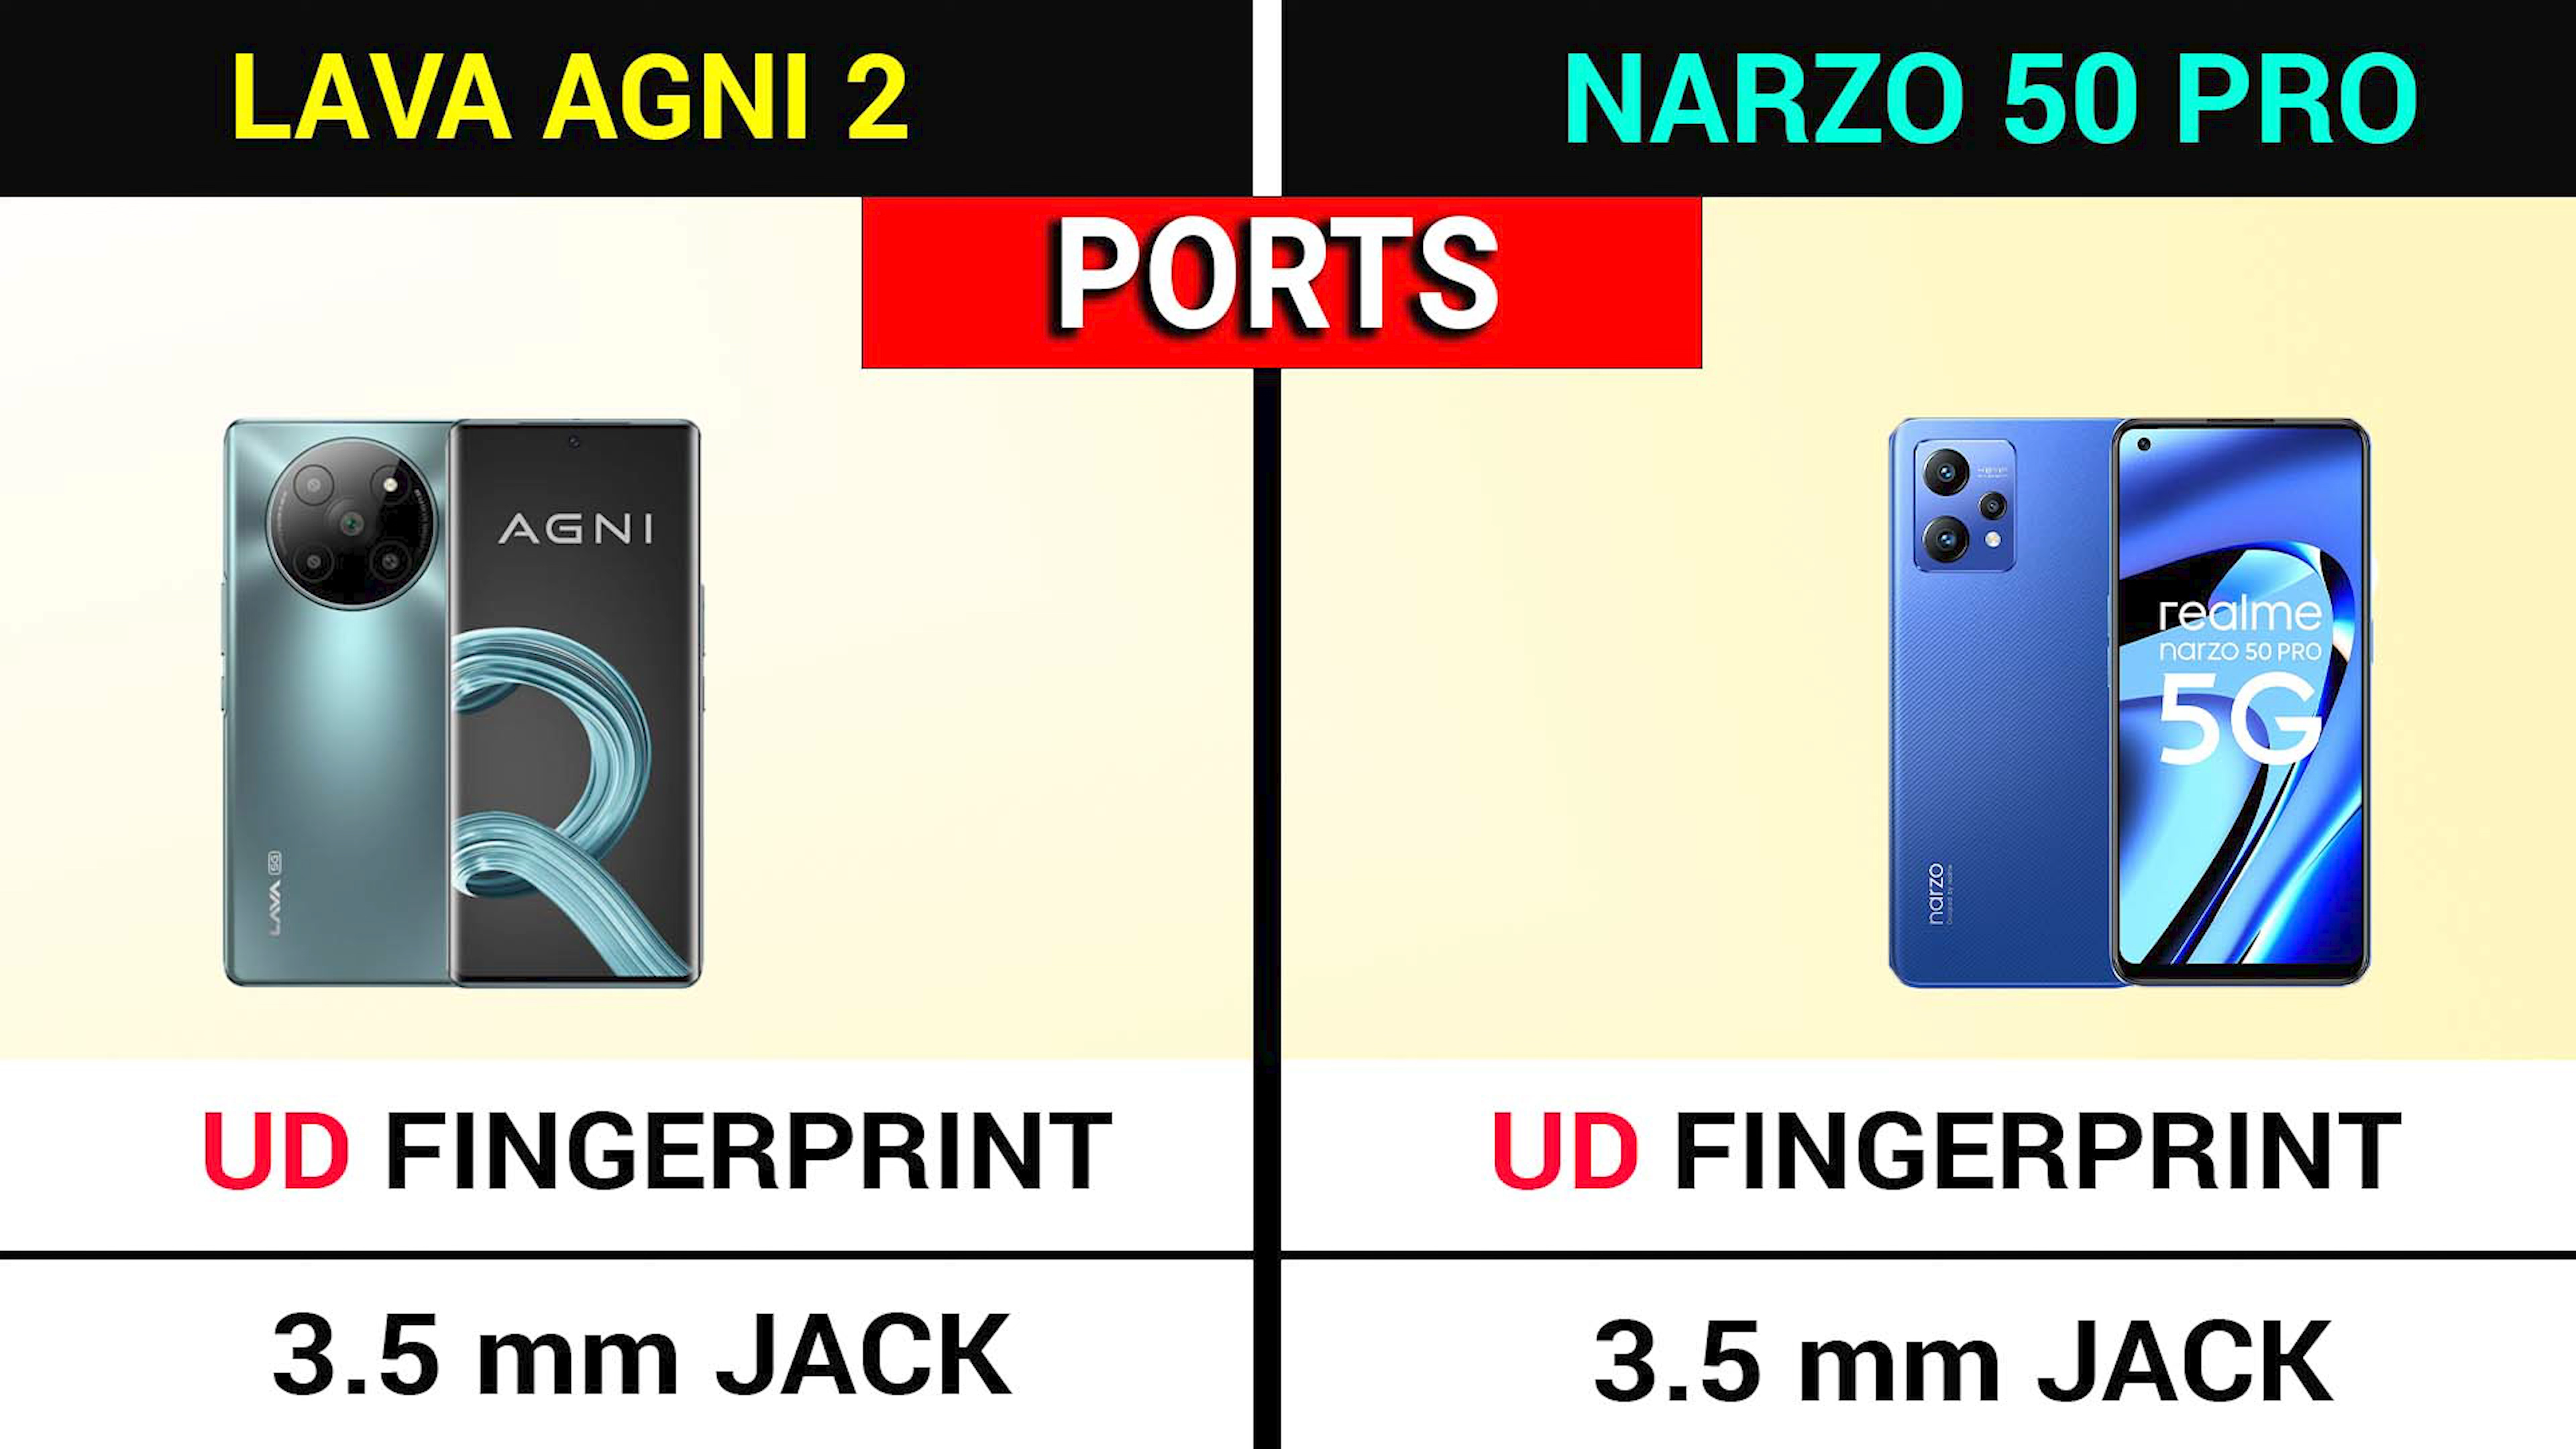 LAVA AGNI 2
NARZO 50 PRO
PORTS
AGNI
LAVA 5G
realme
narzo 50 PRO
5G
narzo
UD FINGERPRINT
UD FINGERPRINT
3.5 mm JACK
3.5 mm JACK